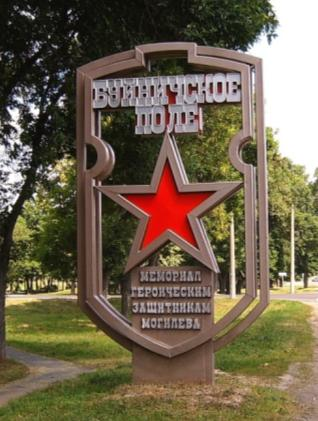 БУЙНИЧСКОЕ
ПОЛЕ
МЕМОРИАЛ
ГЕРОИЧЕСКИМ
ЗАЩИТНИКАМ
МОГИЛЕВА